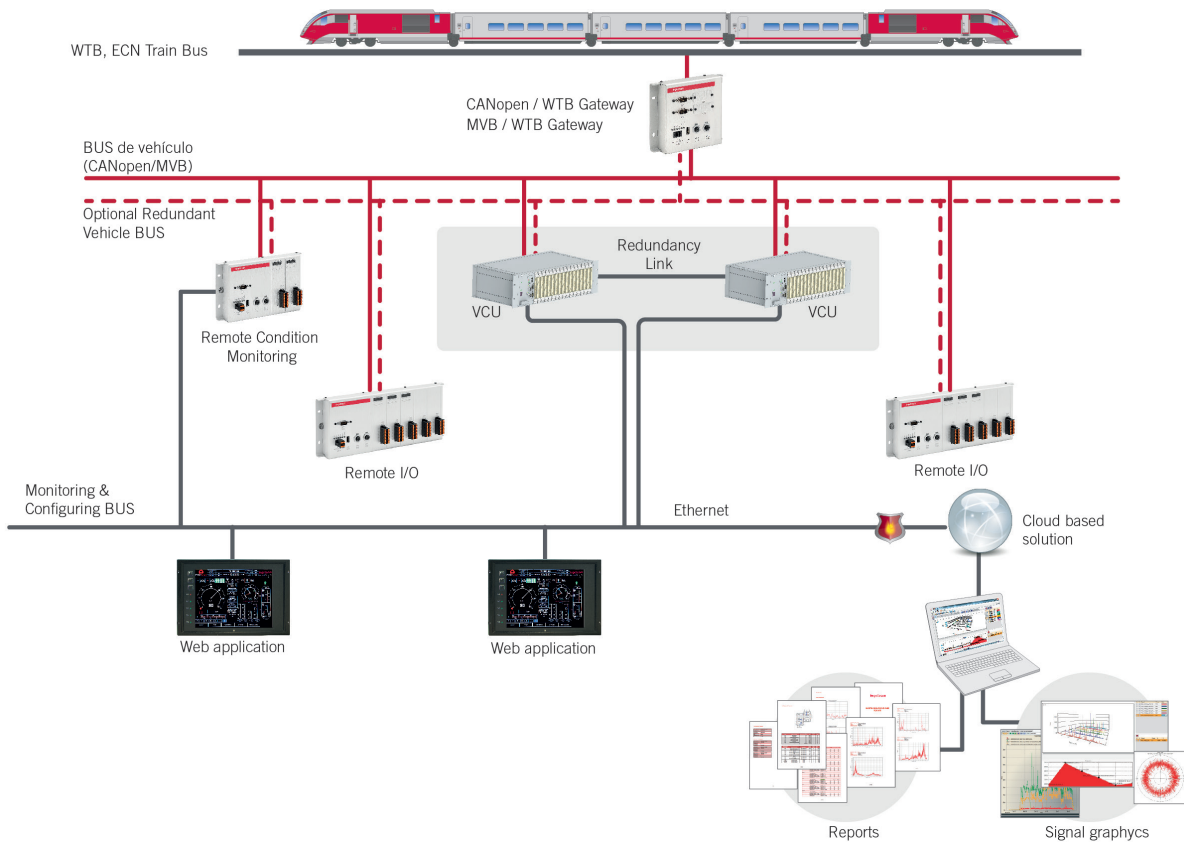 WTB, ECN Train Bus
CANopen / WTB Gateway
MVB / WTB Gateway
BUS de vehículo
(CANopen/MVB)
Optional Redundant
Vehicle BUS
Redundancy
Link
VCU
VCU
Remote Condition
Monitoring
Remote I/O
Remote I/O
Monitoring &
Configuring BUS
Ethernet
Cloud based
solution
Web application
Web application
Reports
Signal graphycs